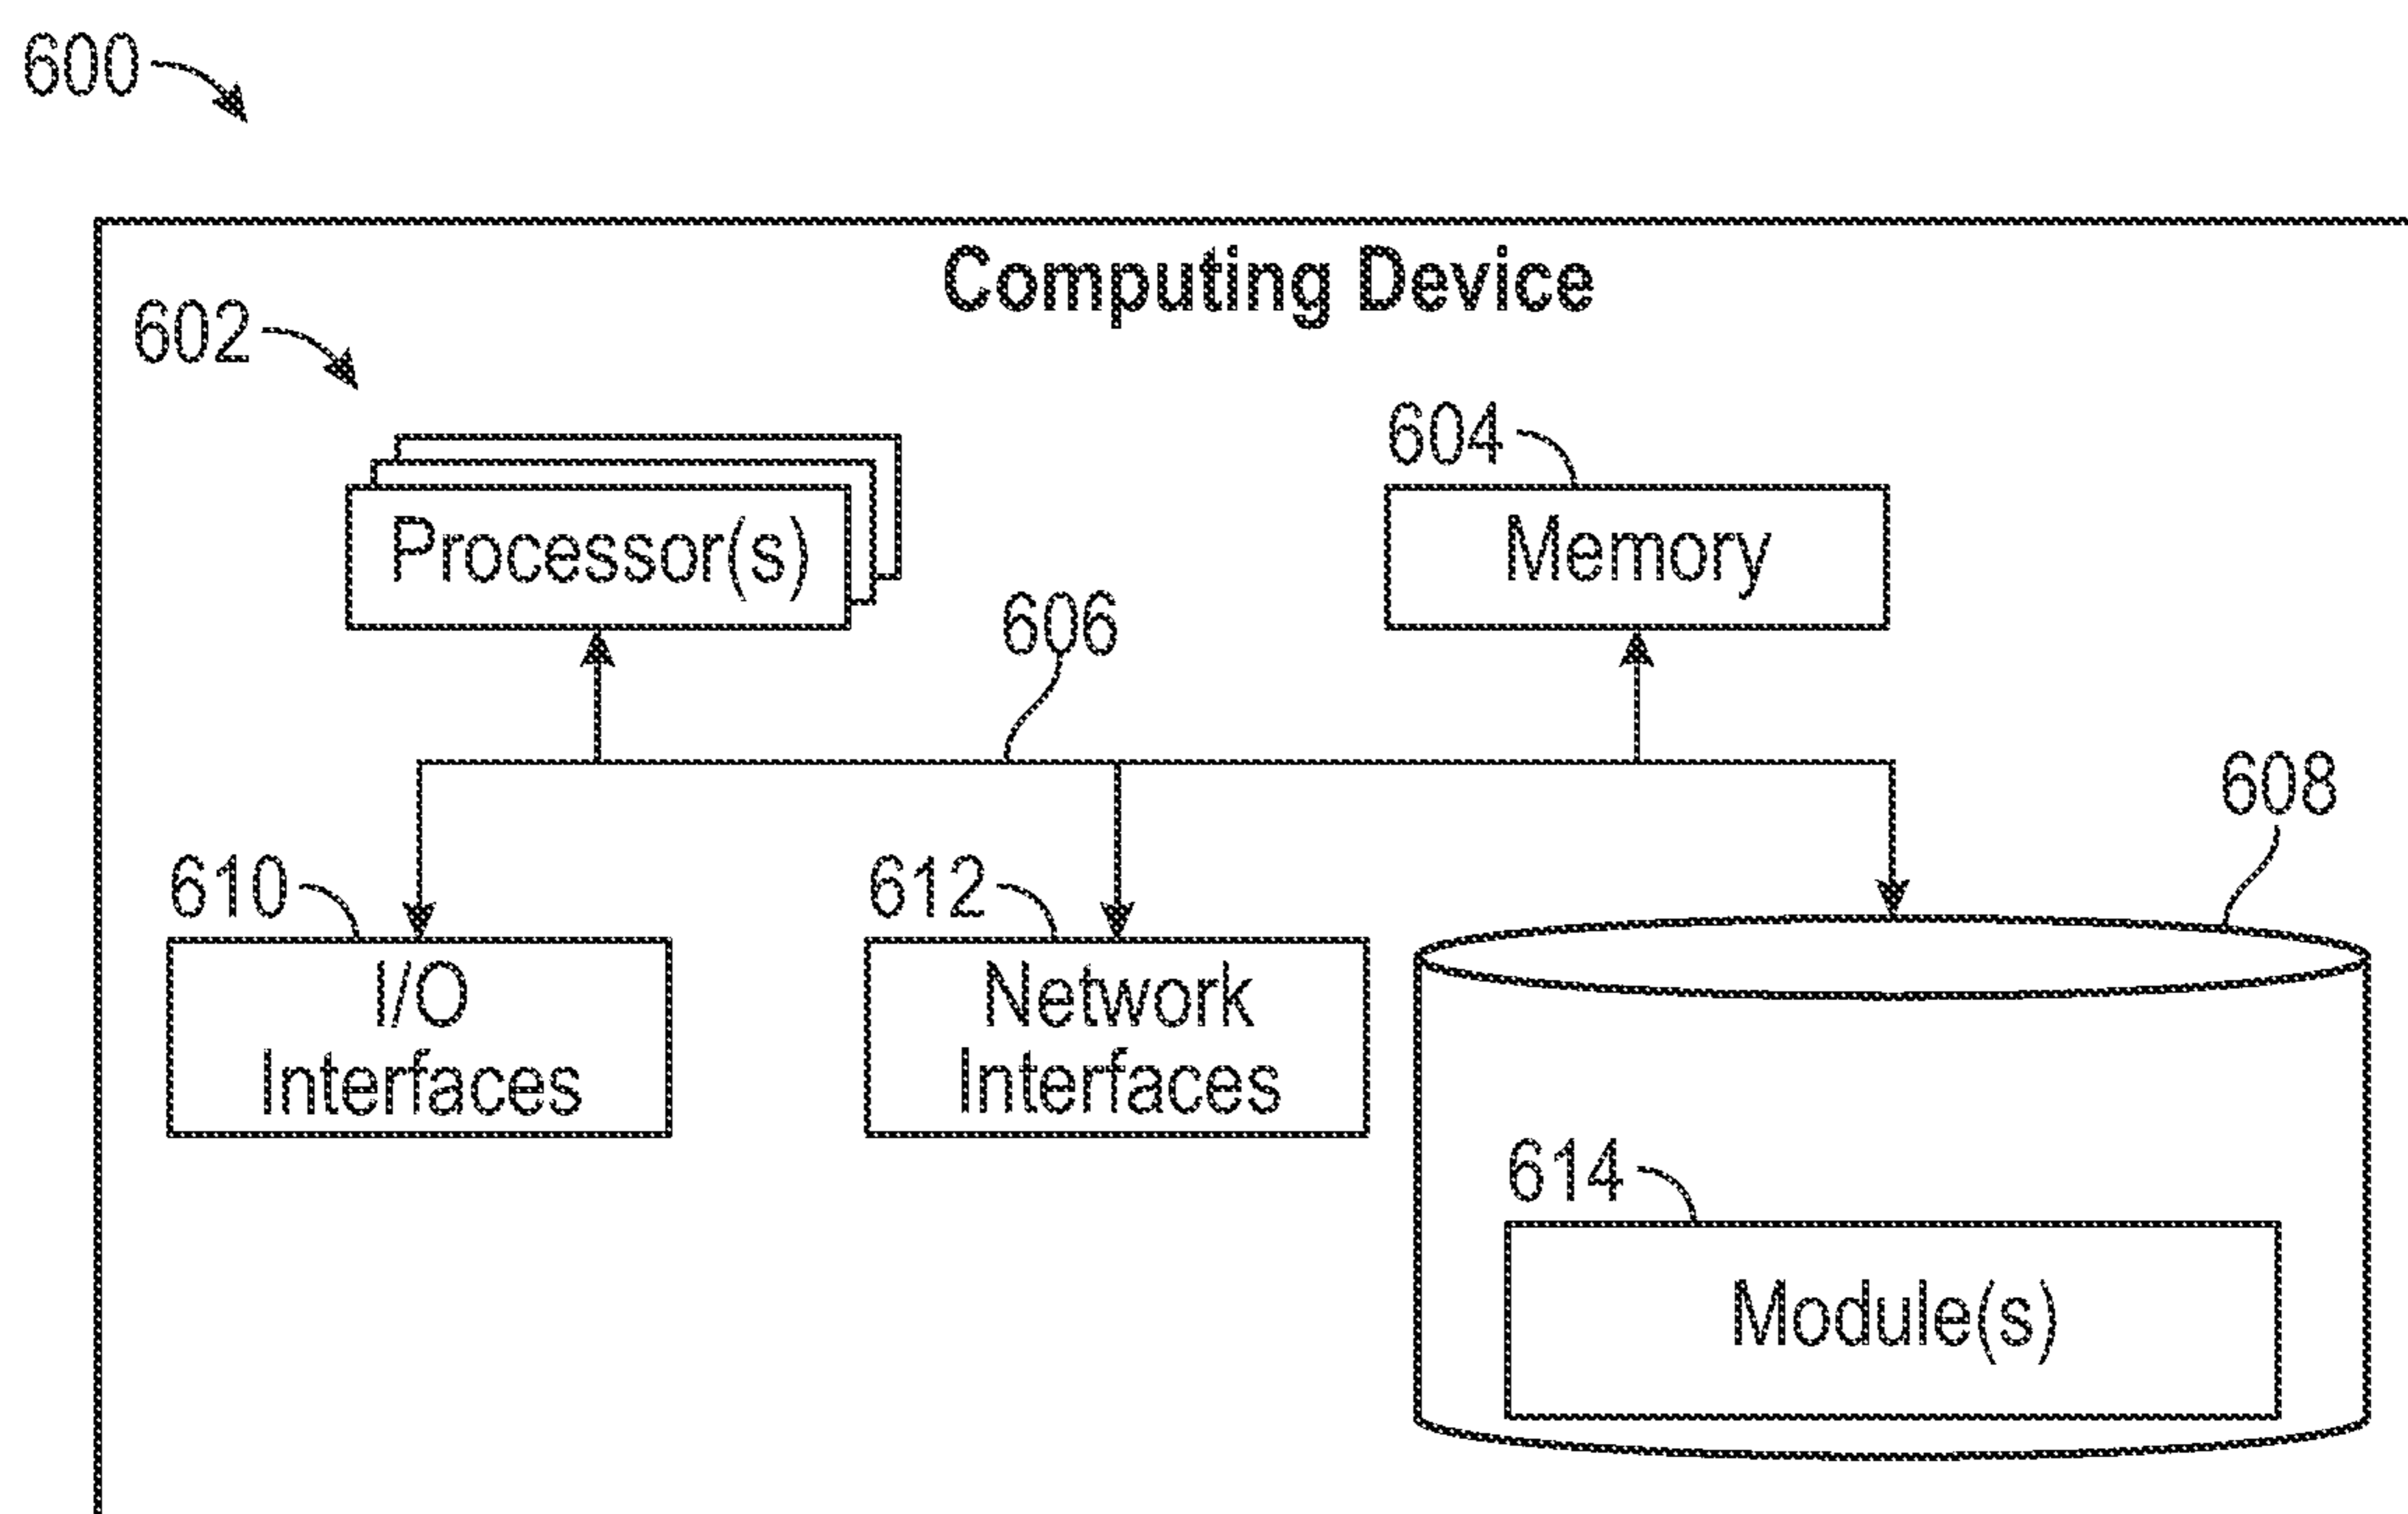 600
Computing Device
602
604
Processor(s)
Memory
606
608
610
612
I/O
Interfaces
Network
Interfaces
614
Module(s)